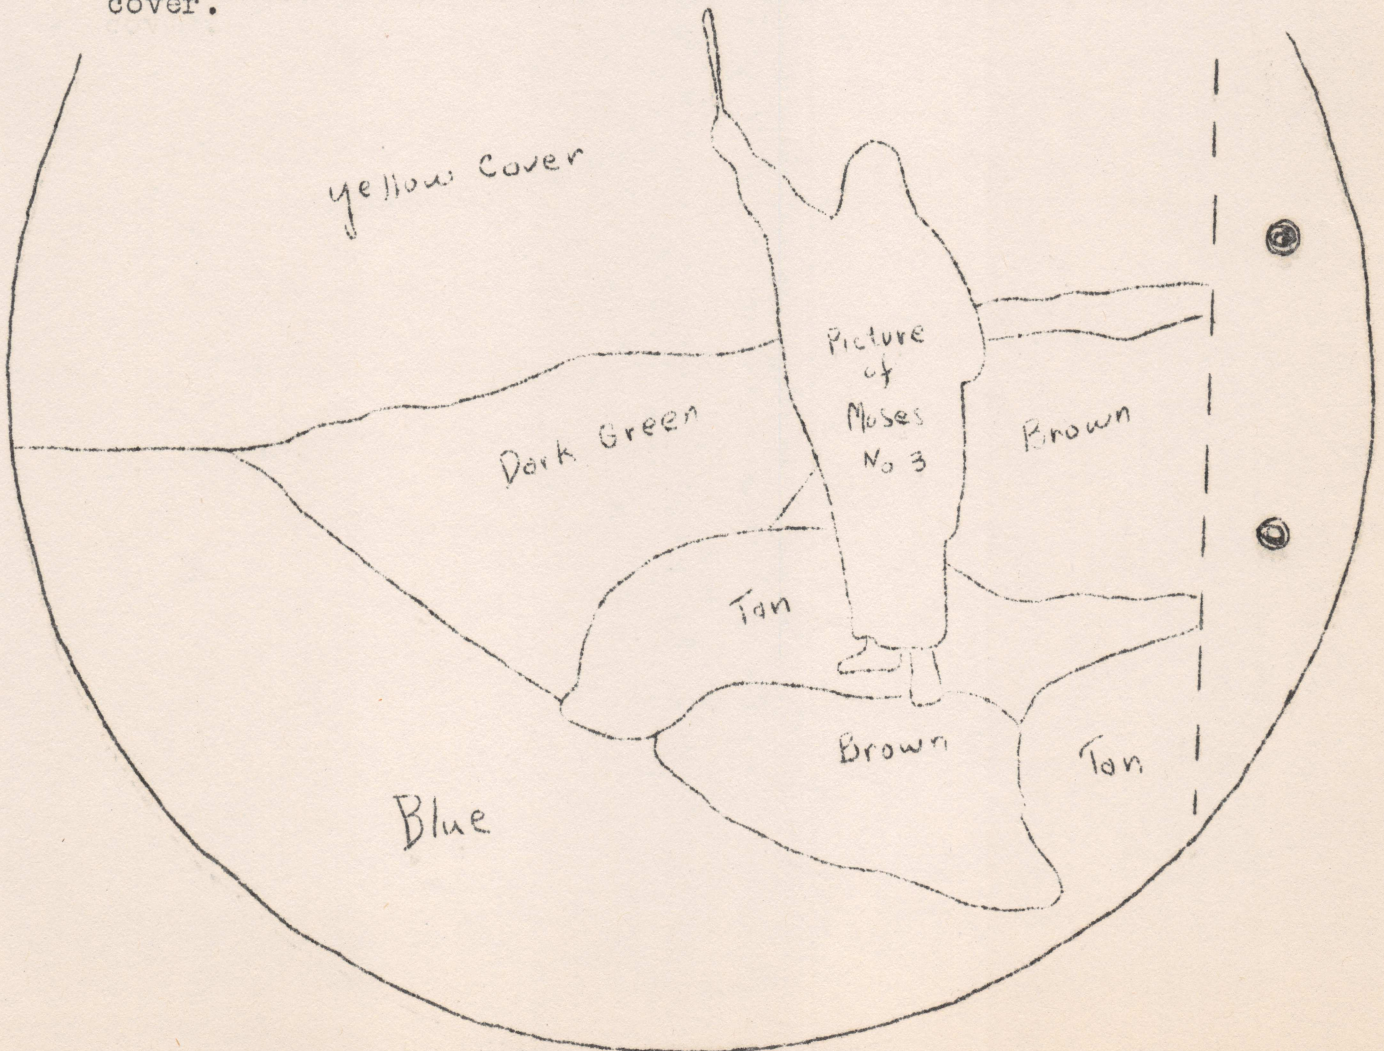 cover.
yellow Cover
Picture
of
Moses
No 3
Dark Green
Brown
Tan
Brown
Tan
Blue